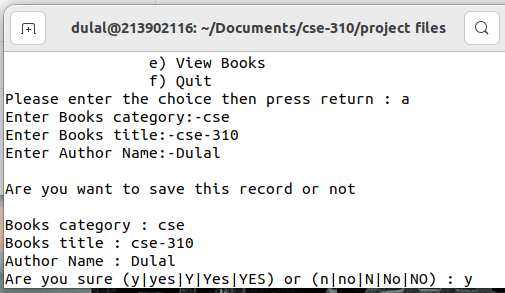 dulal@213902116: ~/Documents/cse-310/project files
e) View Books
f) Quit
Please enter the choice then press return : a
Enter Books category:-cse
Enter Books title:-cse-310
Enter Author Name:-Dulal
Are you want to save this record or not
Books category : cse
Books title : cse-310
Author Name : Dulal
Are you sure (y|yes|Y|Yes|YES) or (n|no|N|No|NO) : y